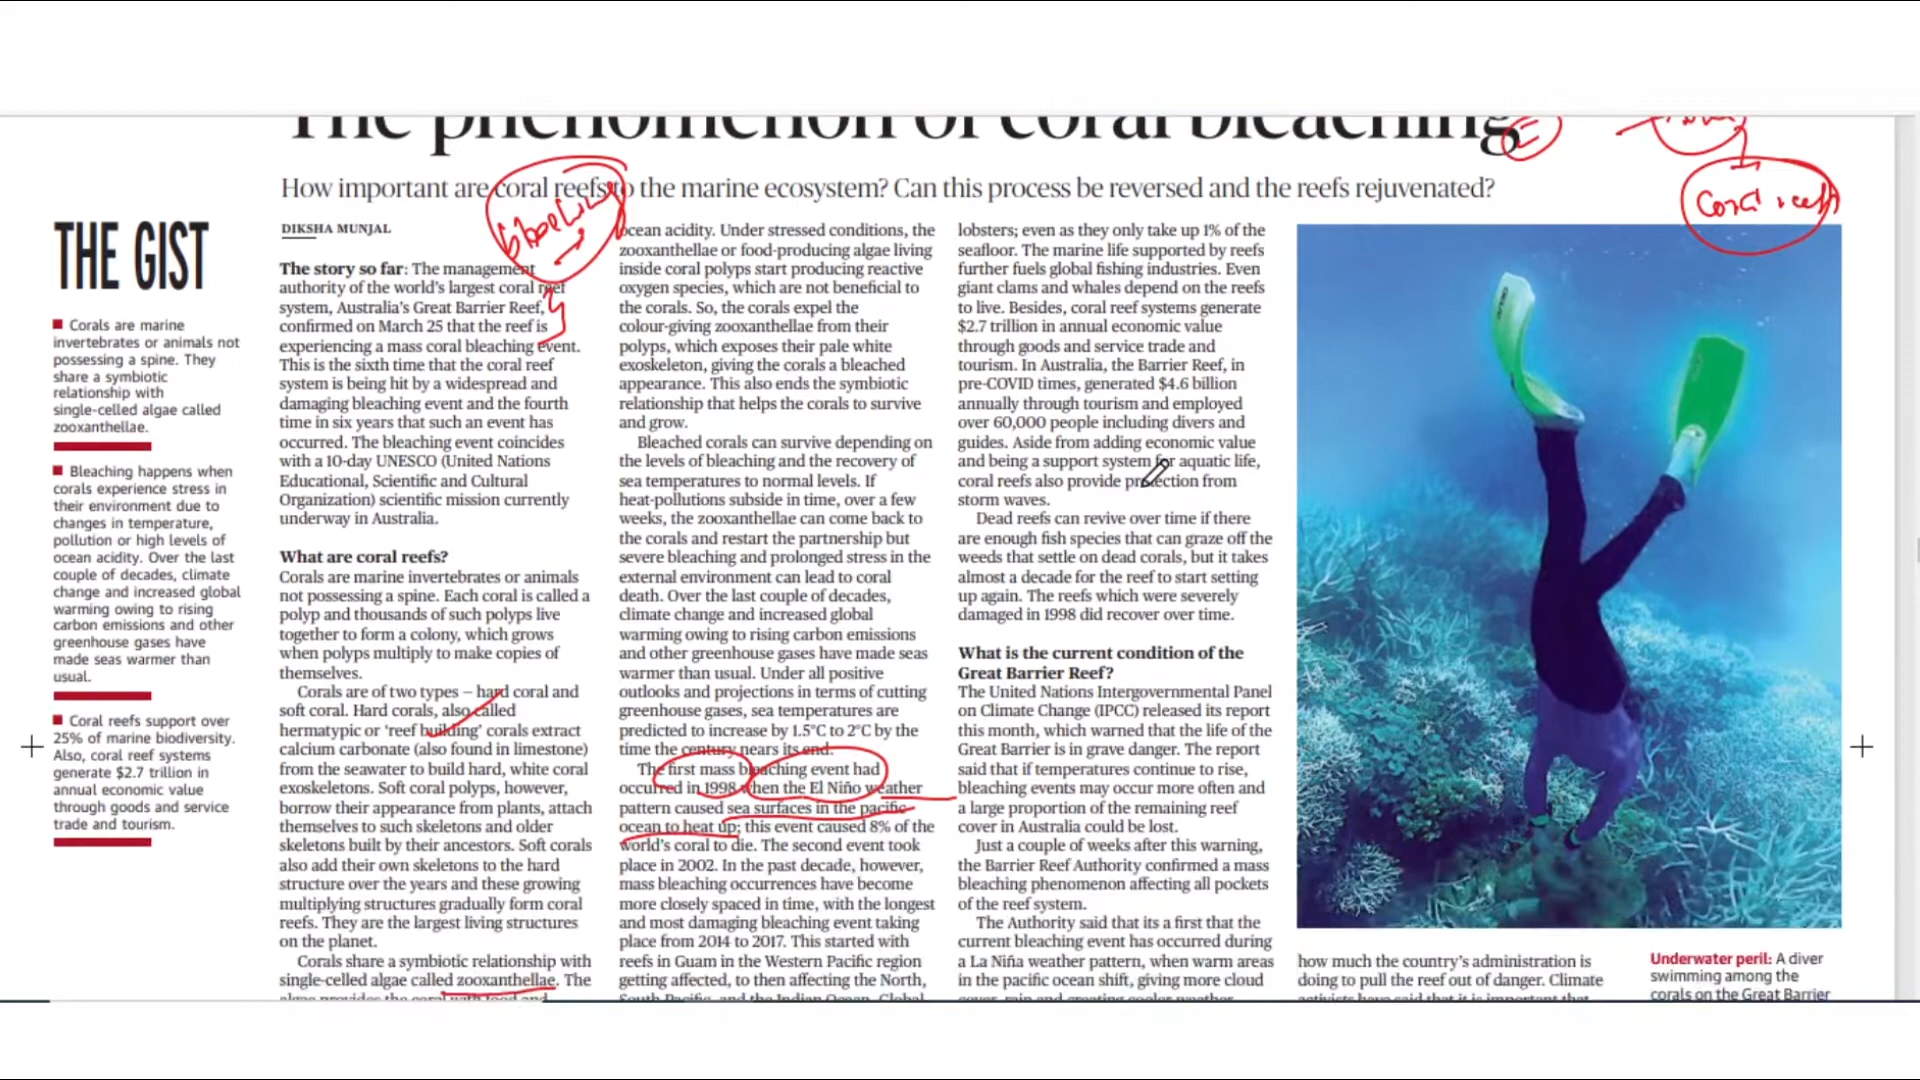 The phenomenon of coral bleaching
How important are coral reefs to the marine ecosystem? Can this process be reversed and the reefs rejuvenated?
Coral reefs
THE GIST
Corals are marine
invertebrates or animals not
possessing a spine. They
share a symbiotic
relationship with
single-celled algae called
zooxanthellae.
Bleaching happens when
corals experience stress in
their environment due to
changes in temperature,
pollution or high levels of
ocean acidity. Over the last
couple of decades, climate
change and increased global
warming owing to rising
carbon emissions and other
greenhouse gases have
made seas warmer than
usual.
Coral reefs support over
25% of marine biodiversity.
Also, coral reef systems
generate $2.7 trillion in
annual economic value
through goods and service
trade and tourism.
DIKSHA MUNJAL
The story so far: The management
authority of the world's largest coral reef
system, Australia's Great Barrier Reef,
confirmed on March 25 that the reef is
experiencing a mass coral bleaching event.
This is the sixth time that the coral reef
system is being hit by a widespread and
damaging bleaching event and the fourth
time in six years that such an event has
occurred. The bleaching event coincides
with a 10-day UNESCO (United Nations
Educational, Scientific and Cultural
Organization) scientific mission currently
underway in Australia.
What are coral reefs?
Corals are marine invertebrates or animals
not possessing a spine. Each coral is called a
polyp and thousands of such polyps live
together to form a colony, which grows
when polyps multiply to make copies of
themselves.
Corals are of two types – hard coral and
soft coral. Hard corals, also called
hermatypic or 'reef building' corals extract
calcium carbonate (also found in limestone)
from the seawater to build hard, white coral
exoskeletons. Soft coral polyps, however,
borrow their appearance from plants, attach
themselves to such skeletons and older
skeletons built by their ancestors. Soft corals
also add their own skeletons to the hard
structure over the years and these growing
multiplying structures gradually form coral
reefs. They are the largest living structures
on the planet.
Corals share a symbiotic relationship with
single-celled algae called zooxanthellae. The
algae provides the coral with food and
ocean acidity. Under stressed conditions, the
zooxanthellae or food-producing algae living
inside coral polyps start producing reactive
oxygen species, which are not beneficial to
the corals. So, the corals expel the
colour-giving zooxanthellae from their
polyps, which exposes their pale white
exoskeleton, giving the corals a bleached
appearance. This also ends the symbiotic
relationship that helps the corals to survive
and grow.
Bleached corals can survive depending on
the levels of bleaching and the recovery of
sea temperatures to normal levels. If
heat-pollutions subside in time, over a few
weeks, the zooxanthellae can come back to
the corals and restart the partnership but
severe bleaching and prolonged stress in the
external environment can lead to coral
death. Over the last couple of decades,
climate change and increased global
warming owing to rising carbon emissions
and other greenhouse gases have made seas
warmer than usual. Under all positive
outlooks and projections in terms of cutting
greenhouse gases, sea temperatures are
predicted to increase by 1.5°C to 2°C by the
time the century nears its end.
The first mass bleaching event had
occurred in 1998 when the El Niño weather
pattern caused sea surfaces in the pacific
ocean to heat up; this event caused 8% of the
world's coral to die. The second event took
place in 2002. In the past decade, however,
mass bleaching occurrences have become
more closely spaced in time, with the longest
and most damaging bleaching event taking
place from 2014 to 2017. This started with
reefs in Guam in the Western Pacific region
getting affected, to then affecting the North,
South Pacific, and the Indian Ocean. Global
lobsters; even as they only take up 1% of the
seafloor. The marine life supported by reefs
further fuels global fishing industries. Even
giant clams and whales depend on the reefs
to live. Besides, coral reef systems generate
$2.7 trillion in annual economic value
through goods and service trade and
tourism. In Australia, the Barrier Reef, in
pre-COVID times, generated $4.6 billion
annually through tourism and employed
over 60,000 people including divers and
guides. Aside from adding economic value
and being a support system for aquatic life,
coral reefs also provide protection from
storm waves.
Dead reefs can revive over time if there
are enough fish species that can graze off the
weeds that settle on dead corals, but it takes
almost a decade for the reef to start setting
up again. The reefs which were severely
damaged in 1998 did recover over time.
What is the current condition of the
Great Barrier Reef?
The United Nations Intergovernmental Panel
on Climate Change (IPCC) released its report
this month, which warned that the life of the
Great Barrier is in grave danger. The report
said that if temperatures continue to rise,
bleaching events may occur more often and
a large proportion of the remaining reef
cover in Australia could be lost.
Just a couple of weeks after this warning,
the Barrier Reef Authority confirmed a mass
bleaching phenomenon affecting all pockets
of the reef system.
The Authority said that its a first that the
current bleaching event has occurred during
a La Niña weather pattern, when warm areas
in the pacific ocean shift, giving more cloud
cover, rain and creating cooler weather
how much the country's administration is
doing to pull the reef out of danger. Climate
activists have said that it is important that
Underwater peril: A diver
swimming among the
corals on the Great Barrier